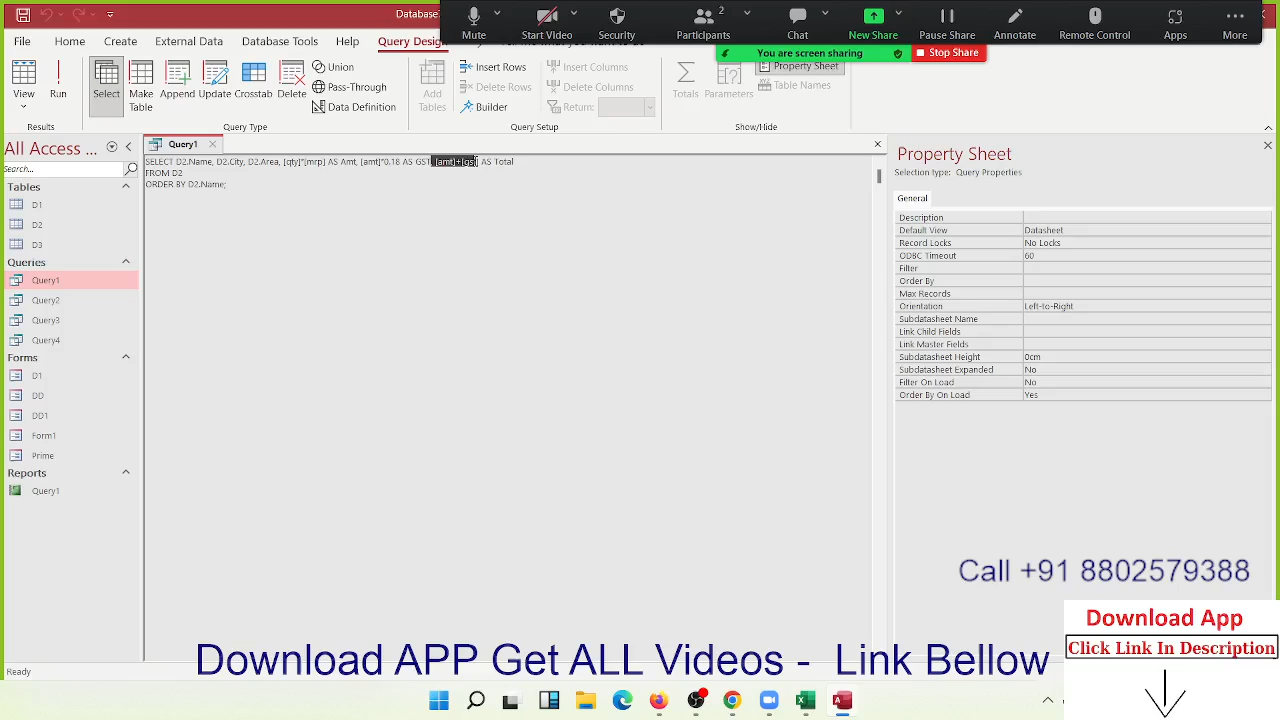 Database
Mute
Start Video
Security
Participants
2
Chat
New Share
Pause Share
Annotate
Remote Control
Apps
More
You are screen sharing
Stop Share
File
Home
Create
External Data
Database Tools
Help
Query Design
View
Run
Select
Make Table
Append
Update
Crosstab
Delete
Union
Pass-Through
Data Definition
Add Tables
Insert Rows
Delete Rows
Builder
Insert Columns
Delete Columns
Return:
Totals
Parameters
Property Sheet
Table Names
Results
Query Type
Query Setup
Show/Hide
All Access ...
Search...
Tables
D1
D2
D3
Queries
Query1
Query2
Query3
Query4
Forms
D1
DD
DD1
Form1
Prime
Reports
Query1
Query1
SELECT D2.Name, D2.City, D2.Area, [qty]*[mrp] AS Amt, [amt]*0.18 AS GST, [amt]+[gst] AS Total
FROM D2
ORDER BY D2.Name;
Property Sheet
Selection type: Query Properties
General
Description
Default View Datasheet
Record Locks No Locks
ODBC Timeout 60
Filter
Order By
Max Records
Orientation Left-to-Right
Subdatasheet Name
Link Child Fields
Link Master Fields
Subdatasheet Height 0cm
Subdatasheet Expanded No
Filter On Load No
Order By On Load Yes
Call +91 8802579388
Download App
Click Link In Description
Download APP Get ALL Videos - Link Bellow
Ready